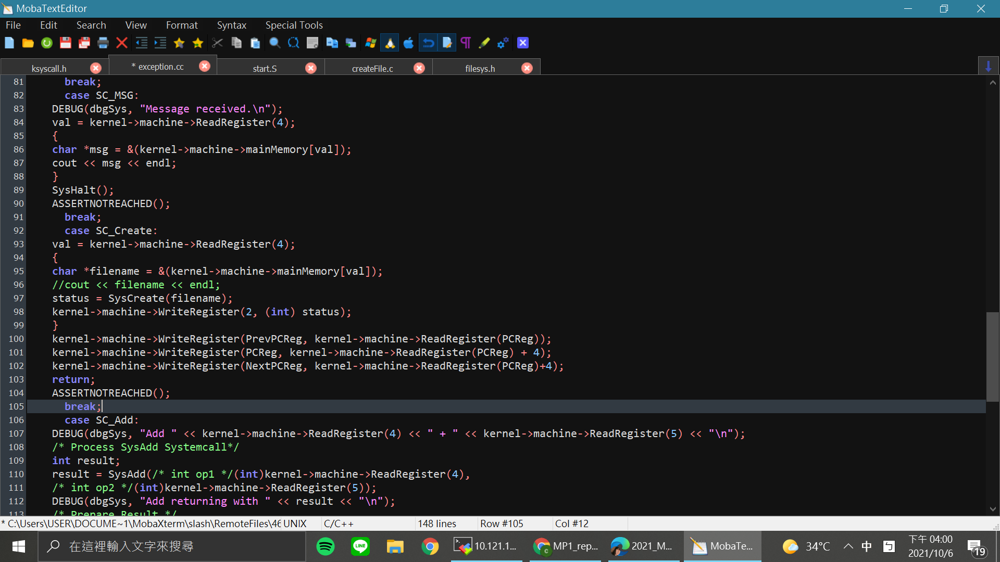 MobaTextEditor
File Edit Search View Format Syntax Special Tools
ksyscall.h * exception.cc start.S createFile.c filesys.h
81 break;
82 case SC_MSG:
83 DEBUG(dbgSys, "Message received.\n");
84 val = kernel->machine->ReadRegister(4);
85 {
86 char *msg = &(kernel->machine->mainMemory[val]);
87 cout << msg << endl;
88 }
89 SysHalt();
90 ASSERTNOTREACHED();
91 break;
92 case SC_Create:
93 val = kernel->machine->ReadRegister(4);
94 {
95 char *filename = &(kernel->machine->mainMemory[val]);
96 //cout << filename << endl;
97 status = SysCreate(filename);
98 kernel->machine->WriteRegister(2, (int) status);
99 }
100 kernel->machine->WriteRegister(PrevPCReg, kernel->machine->ReadRegister(PCReg));
101 kernel->machine->WriteRegister(PCReg, kernel->machine->ReadRegister(PCReg) + 4);
102 kernel->machine->WriteRegister(NextPCReg, kernel->machine->ReadRegister(PCReg)+4);
103 return;
104 ASSERTNOTREACHED();
105 break;
106 case SC_Add:
107 DEBUG(dbgSys, "Add " << kernel->machine->ReadRegister(4) << " + " << kernel->machine->ReadRegister(5) << "\n");
108 /* Process SysAdd Systemcall*/
109 int result;
110 result = SysAdd(/* int op1 */(int)kernel->machine->ReadRegister(4),
111 /* int op2 */(int)kernel->machine->ReadRegister(5));
112 DEBUG(dbgSys, "Add returning with " << result << "\n");
113 /* Prepare Result */
* C:\Users\USER\DOCUME~1\MobaXterm\slash\RemoteFiles\46 UNIX C/C++ 148 lines Row #105 Col #12
在這裡輸入文字來搜尋 LINE 10.121.1... MP1_rep... 2021_M... MobaTe... 34°C 中 ㄅ 下午 04:00
2021/10/6 19